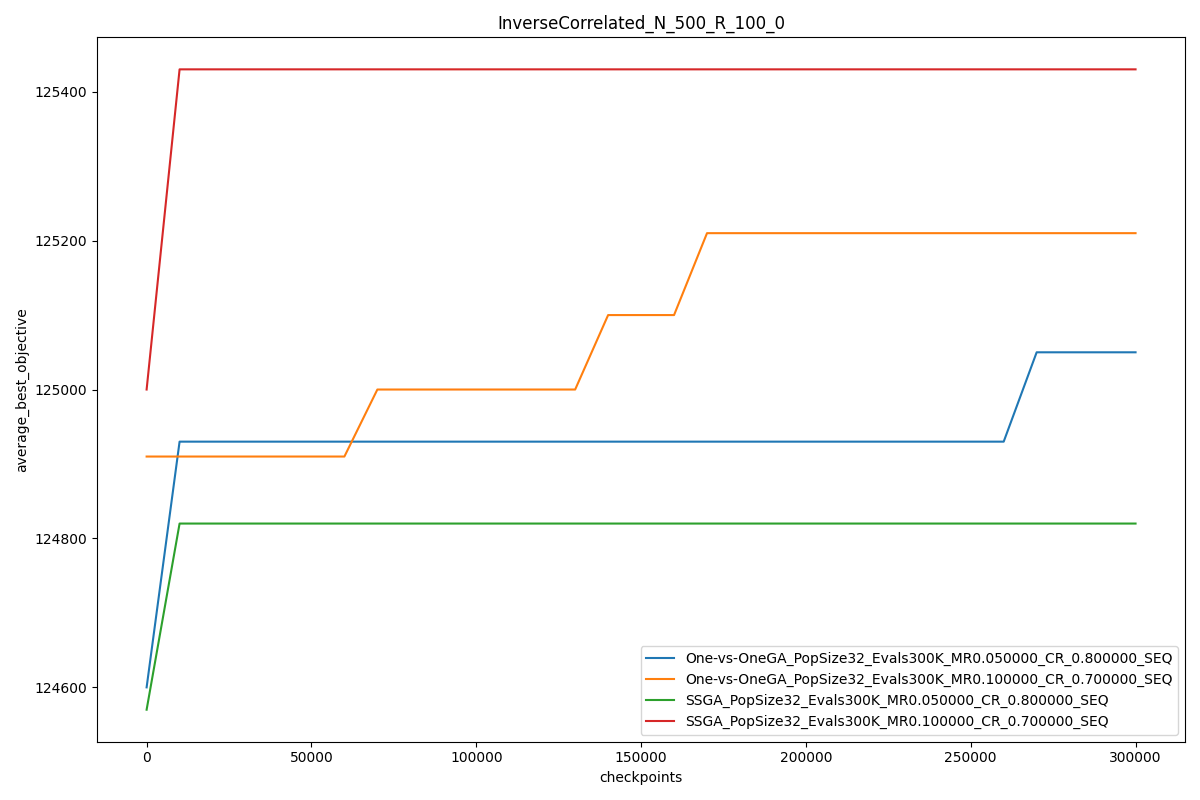 InverseCorrelated_N_500_R_100_0
average_best_objective
125400
125200
125000
124800
124600
0
50000
100000
150000
200000
250000
300000
checkpoints
One-vs-OneGA_PopSize32_Evals300K_MR0.050000_CR_0.800000_SEQ
One-vs-OneGA_PopSize32_Evals300K_MR0.100000_CR_0.700000_SEQ
SSGA_PopSize32_Evals300K_MR0.050000_CR_0.800000_SEQ
SSGA_PopSize32_Evals300K_MR0.100000_CR_0.700000_SEQ